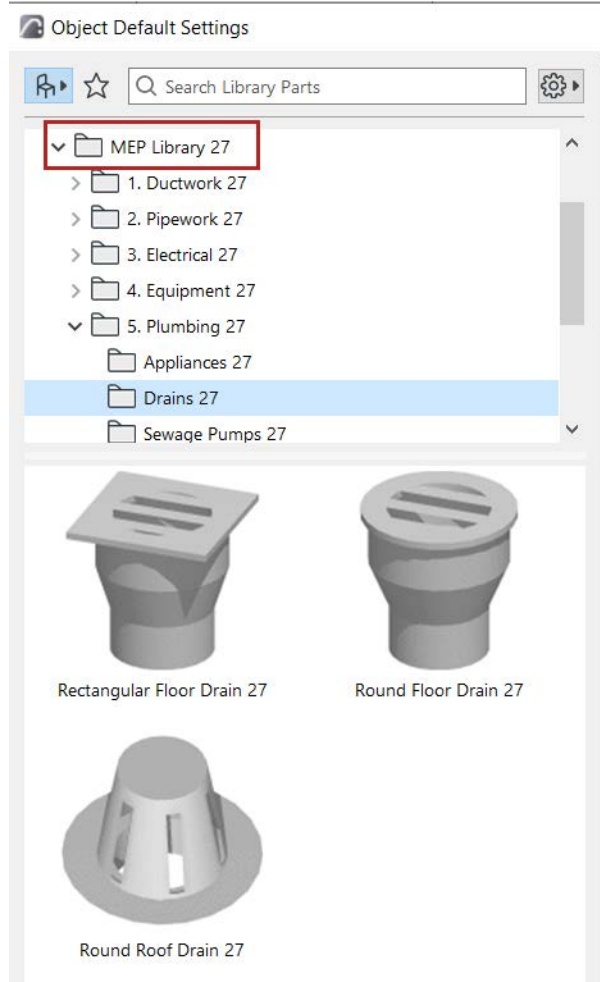 Object Default Settings
Search Library Parts
MEP Library 27
1. Ductwork 27
2. Pipework 27
3. Electrical 27
4. Equipment 27
5. Plumbing 27
Appliances 27
Drains 27
Sewage Pumps 27
Rectangular Floor Drain 27
Round Floor Drain 27
Round Roof Drain 27